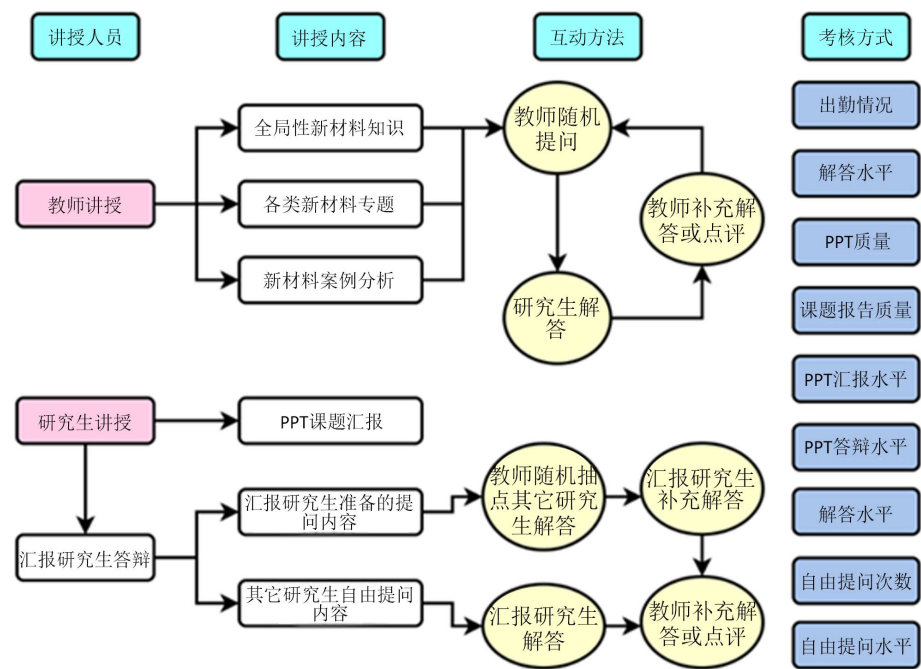 讲授人员
讲授内容
互动方法
考核方式
教师讲授
全局性新材料知识
各类新材料专题
新材料案例分析
教师随机
提问
研究生解
答
教师补充解
答或点评
研究生讲授
PPT课题汇报
汇报研究生答辩
汇报研究生准备的提
问内容
其它研究生自由提问
内容
教师随机抽
点其它研究
生解答
汇报研究生
补充解答
汇报研究生
解答
教师补充解
答或点评
出勤情况
解答水平
PPT质量
课题报告质量
PPT汇报水平
PPT答辩水平
解答水平
自由提问次数
自由提问水平